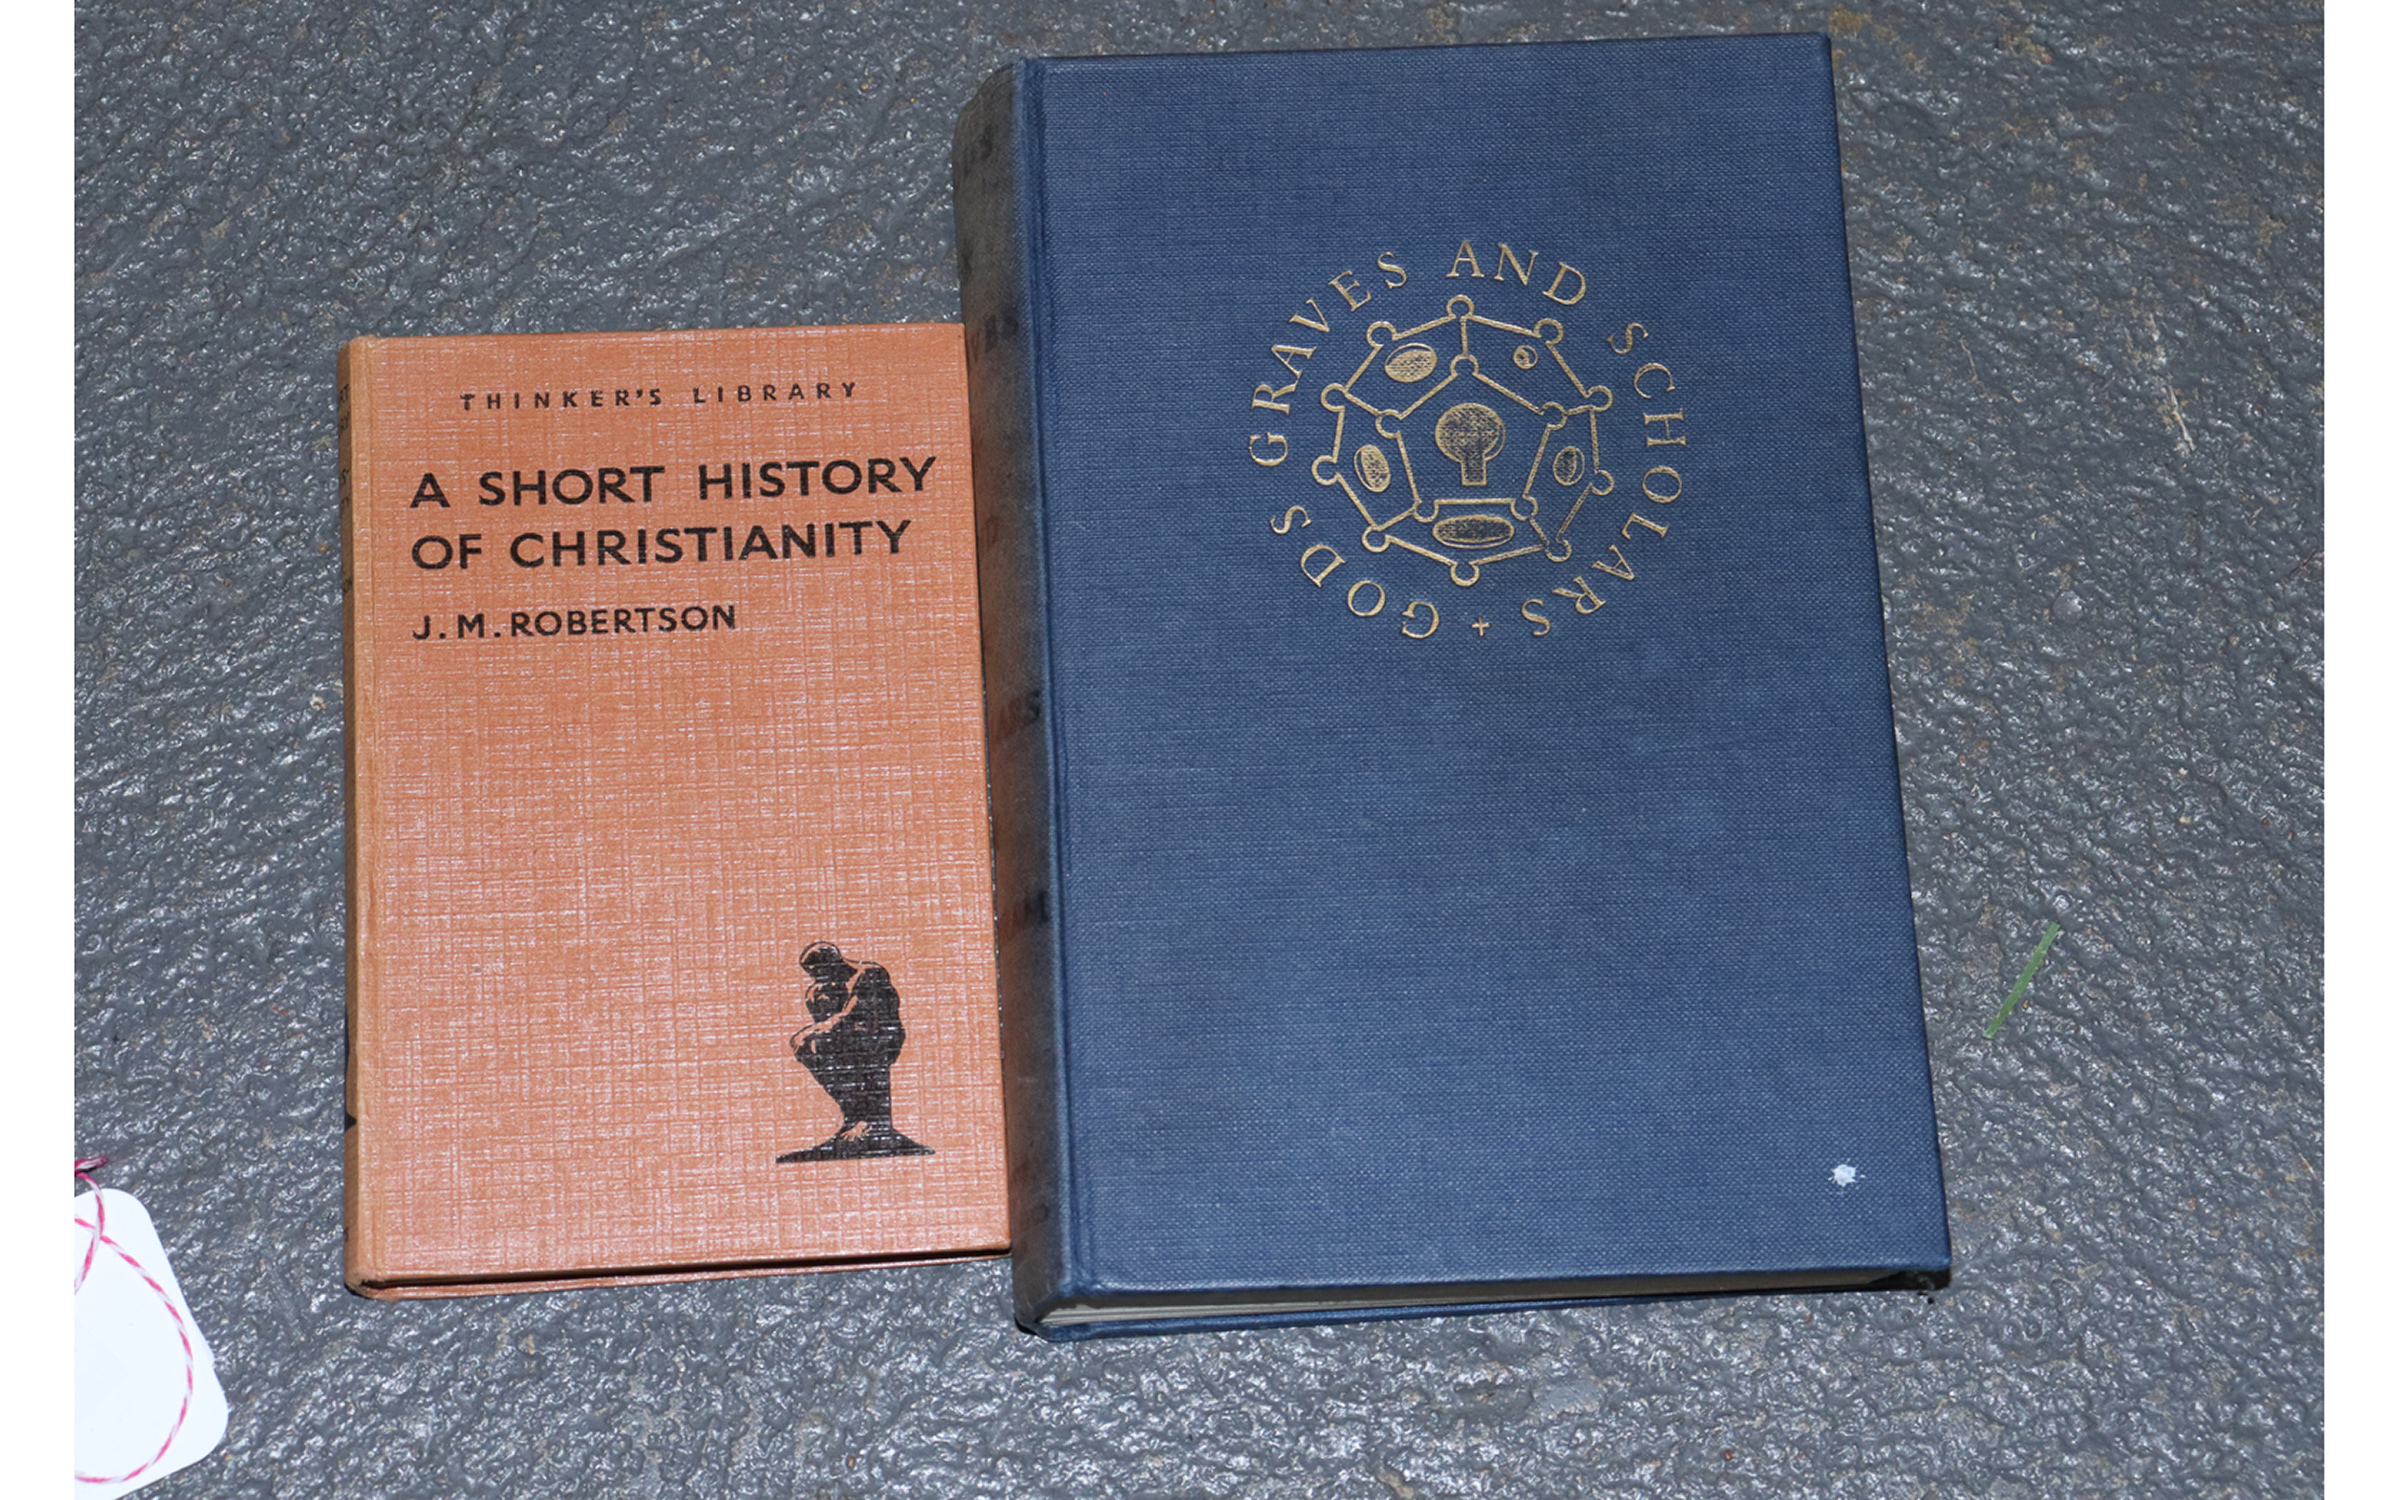 THINKER'S LIBRARY
A SHORT HISTORY
OF CHRISTIANITY
J. M. ROBERTSON
GODS GRAVES AND SCHOLARS +